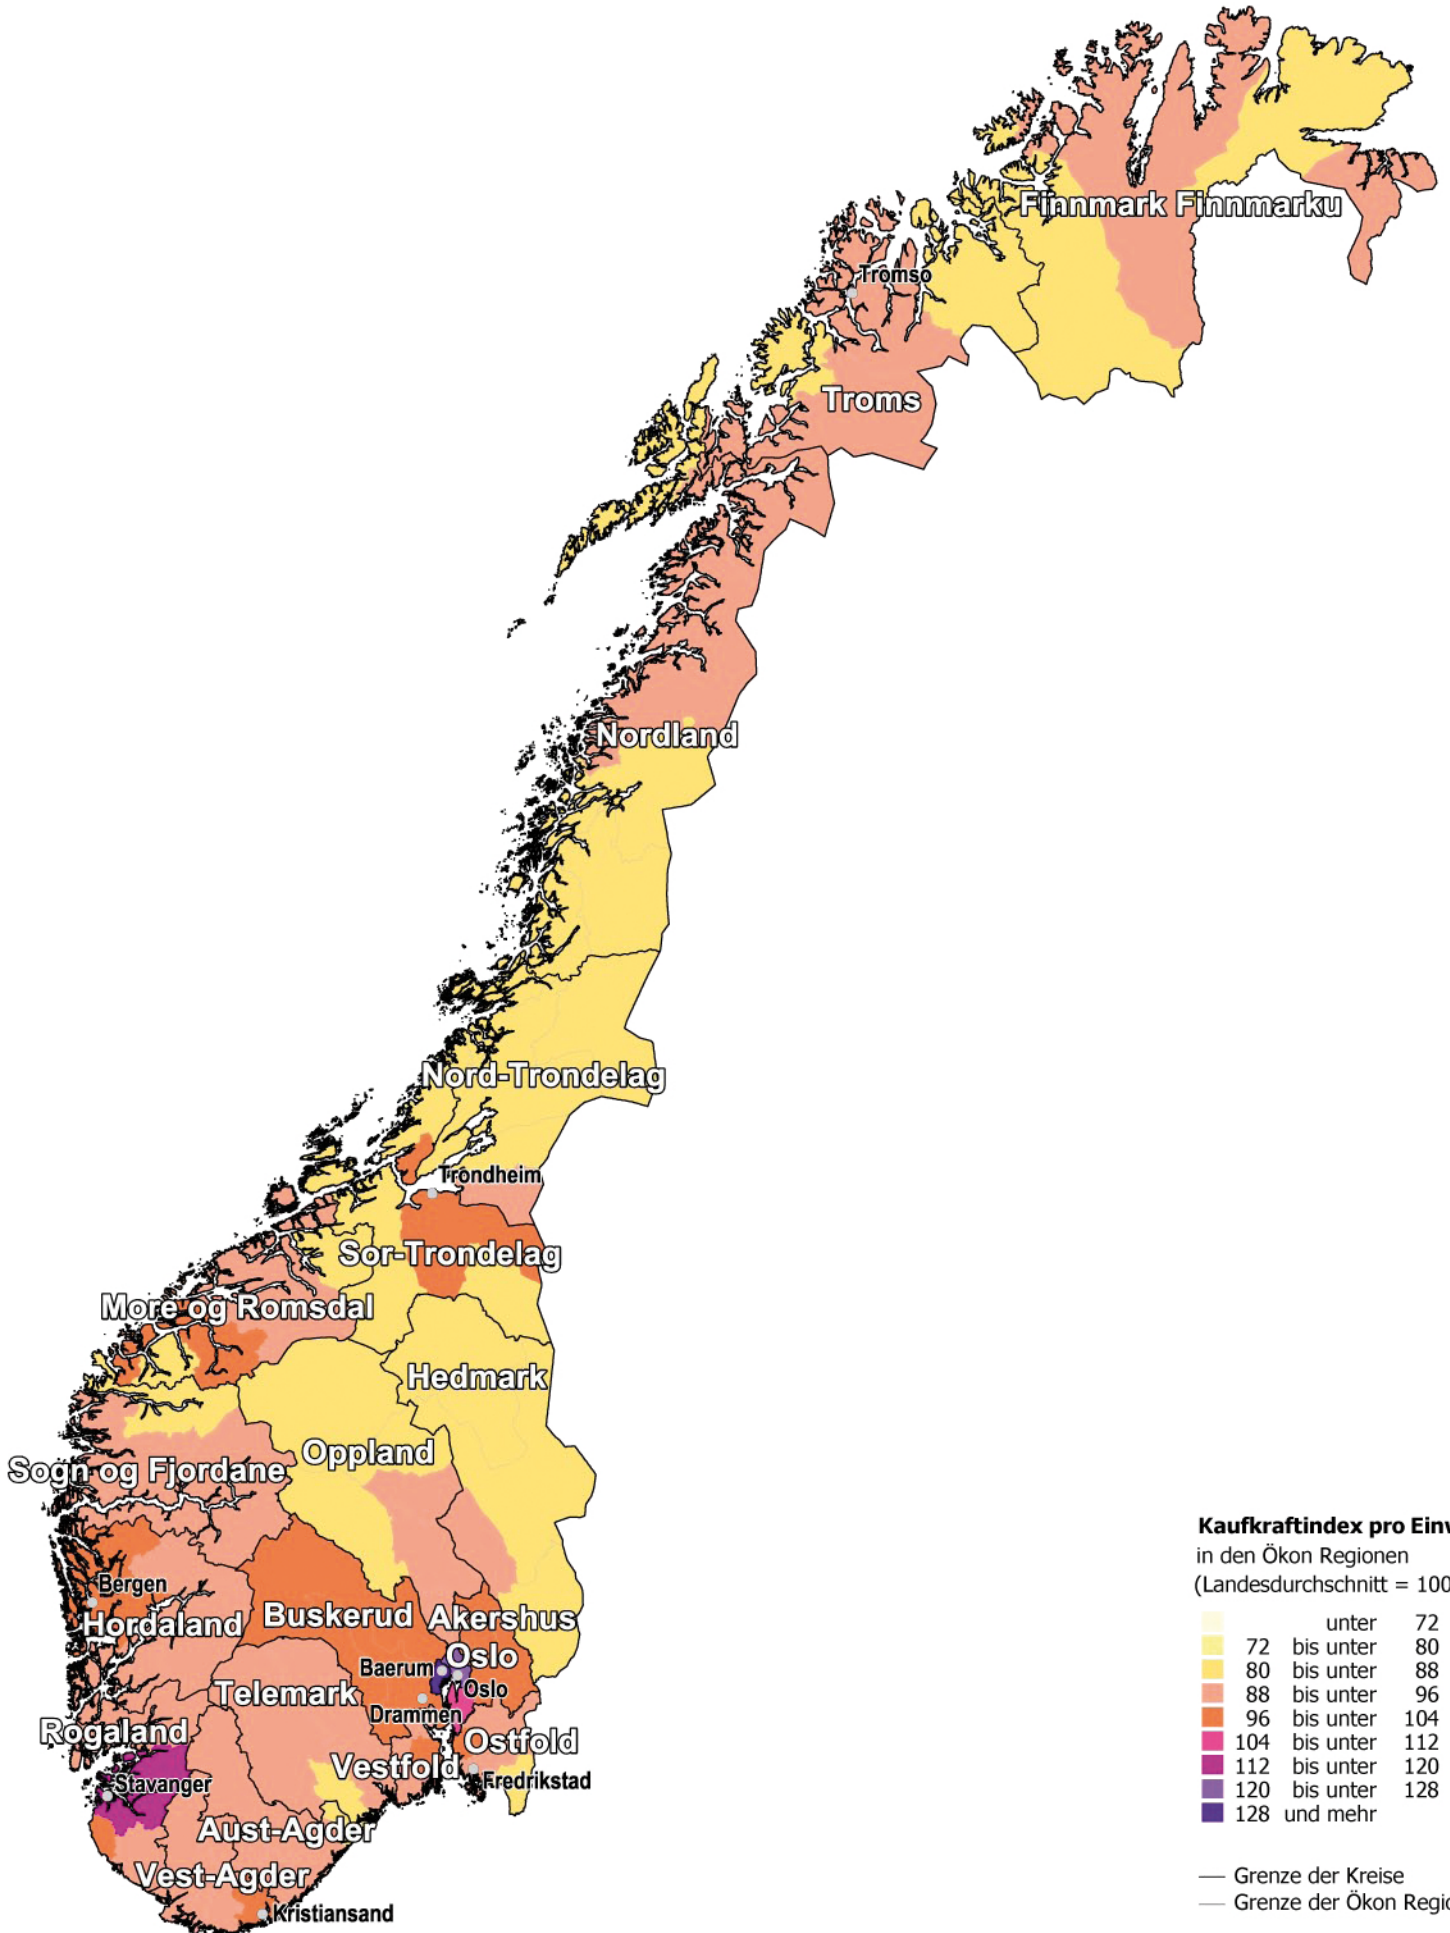 Finnmark Finnmarku
Tromso
Troms
Nordland
Nord-Trondelag
Trondheim
Sor-Trondelag
More og Romsdal
Hedmark
Oppland
Sogn og Fjordane
Bergen
Hordaland
Buskerud
Akershus
Oslo
Baerum
Oslo
Telemark
Drammen
Rogaland
Ostfold
Vestfold
Fredrikstad
Stavanger
Aust-Agder
Vest-Agder
Kristiansand
Kaufkraftindex pro Einw
in den Ökon Regionen
(Landesdurchschnitt = 100
unter 72
72 bis unter 80
80 bis unter 88
88 bis unter 96
96 bis unter 104
104 bis unter 112
112 bis unter 120
120 bis unter 128
128 und mehr
Grenze der Kreise
Grenze der Ökon Regio